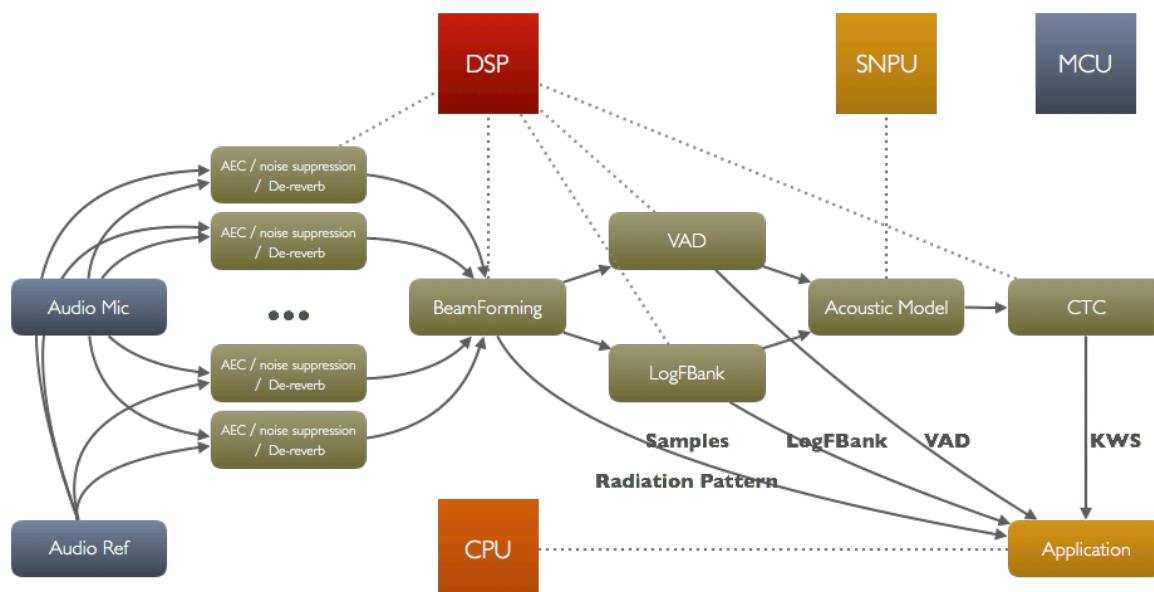 DSP
SNPU
MCU
AEC / noise suppression
/ De-reverb
AEC / noise suppression
/ De-reverb
VAD
Audio Mic
BeamForming
Acoustic Model
CTC
AEC / noise suppression
/ De-reverb
LogFBank
AEC / noise suppression
/ De-reverb
Samples
LogFBank
VAD
KWS
Radiation Pattern
Audio Ref
CPU
Application